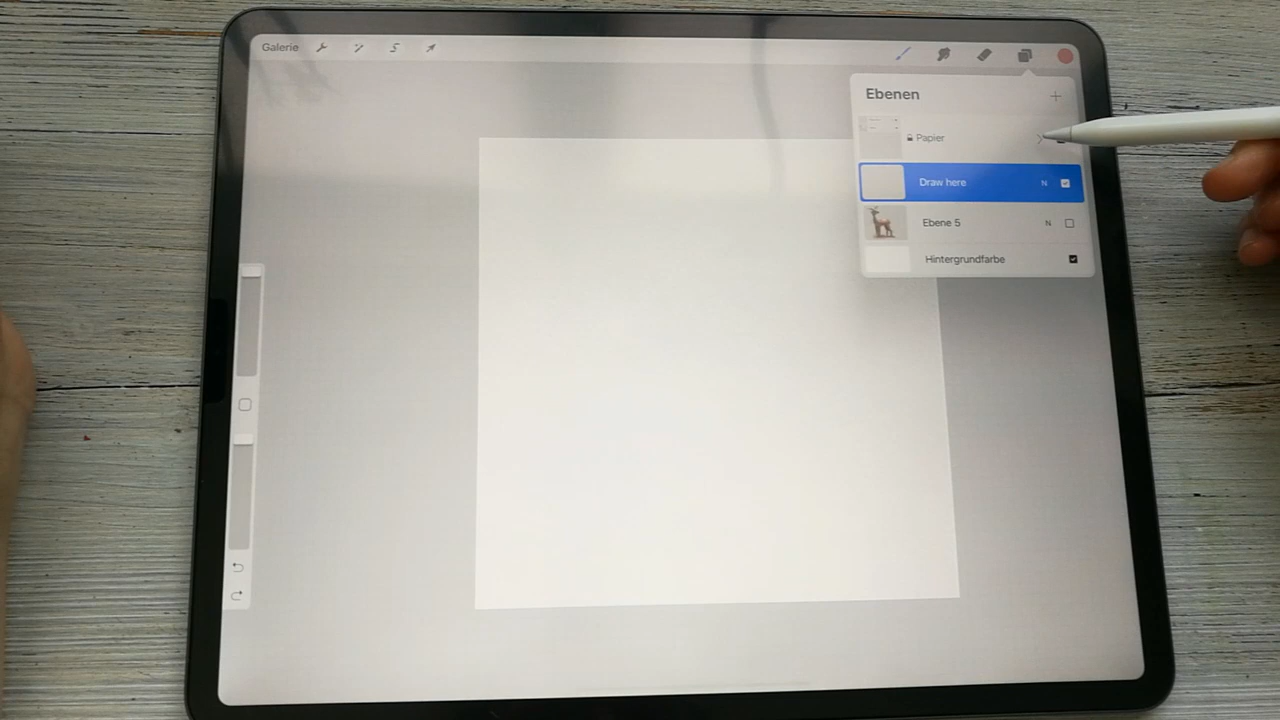 Galerie
Ebenen
Papier
Draw here N
Ebene 5 N
Hintergrundfarbe